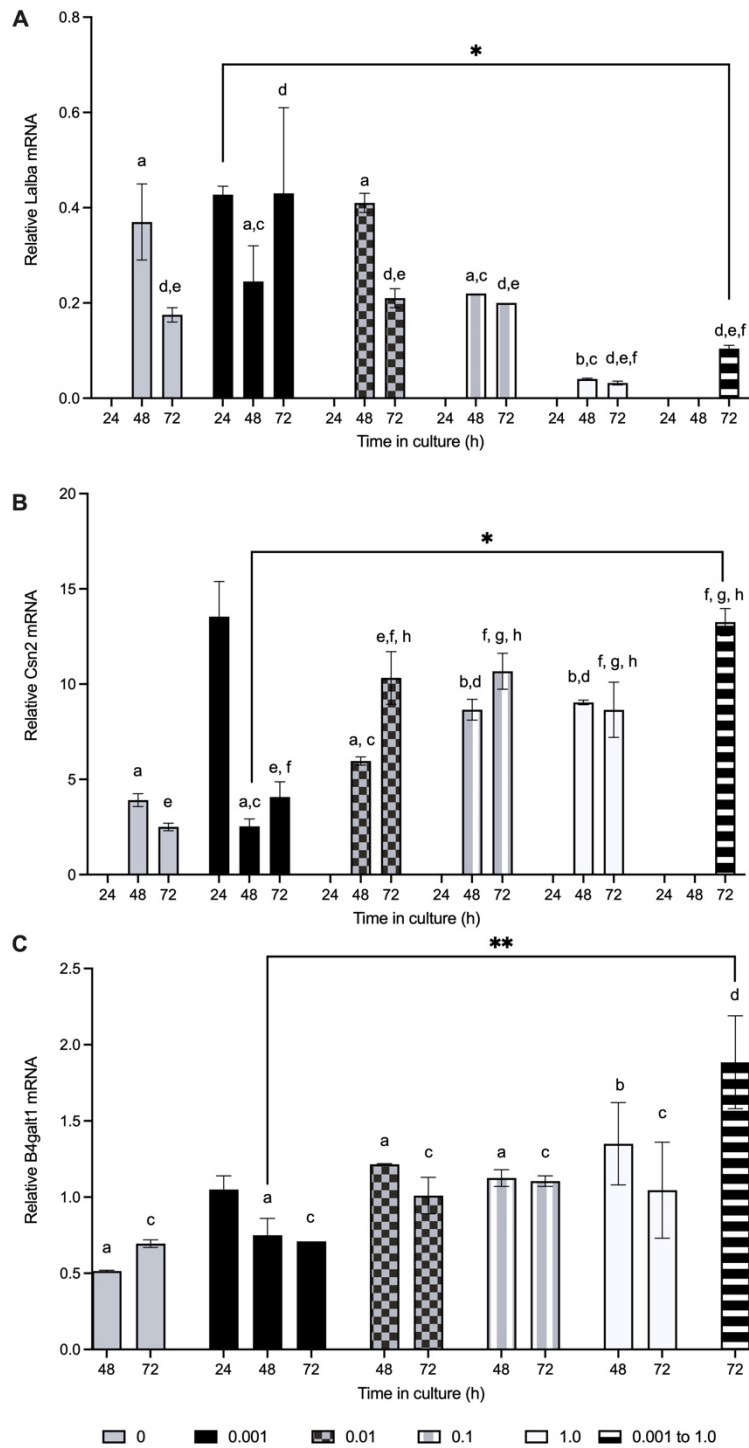 A
Relative Lalba mRNA
0.8
0.6
0.4
0.2
0.0
*
a
d,e
a,c
d
a
d,e
a,c
d,e
b,c
d,e,f
d,e,f
24 48 72 24 48 72 24 48 72 24 48 72 24 48 72 24 48 72
Time in culture (h)
B
Relative Csn2 mRNA
20
15
10
5
0
*
a
e
a,c
e, f
a, c
e,f, h
b,d
f, g, h
b,d
f, g, h
f, g, h
24 48 72 24 48 72 24 48 72 24 48 72 24 48 72 24 48 72
Time in culture (h)
C
Relative B4galt1 mRNA
2.5
2.0
1.5
1.0
0.5
0.0
**
a
c
a
c
a
c
a
c
b
c
d
48 72 24 48 72 48 72 48 72 48 72 72
Time in culture (h)
0 0.001 0.01 0.1 1.0 0.001 to 1.0